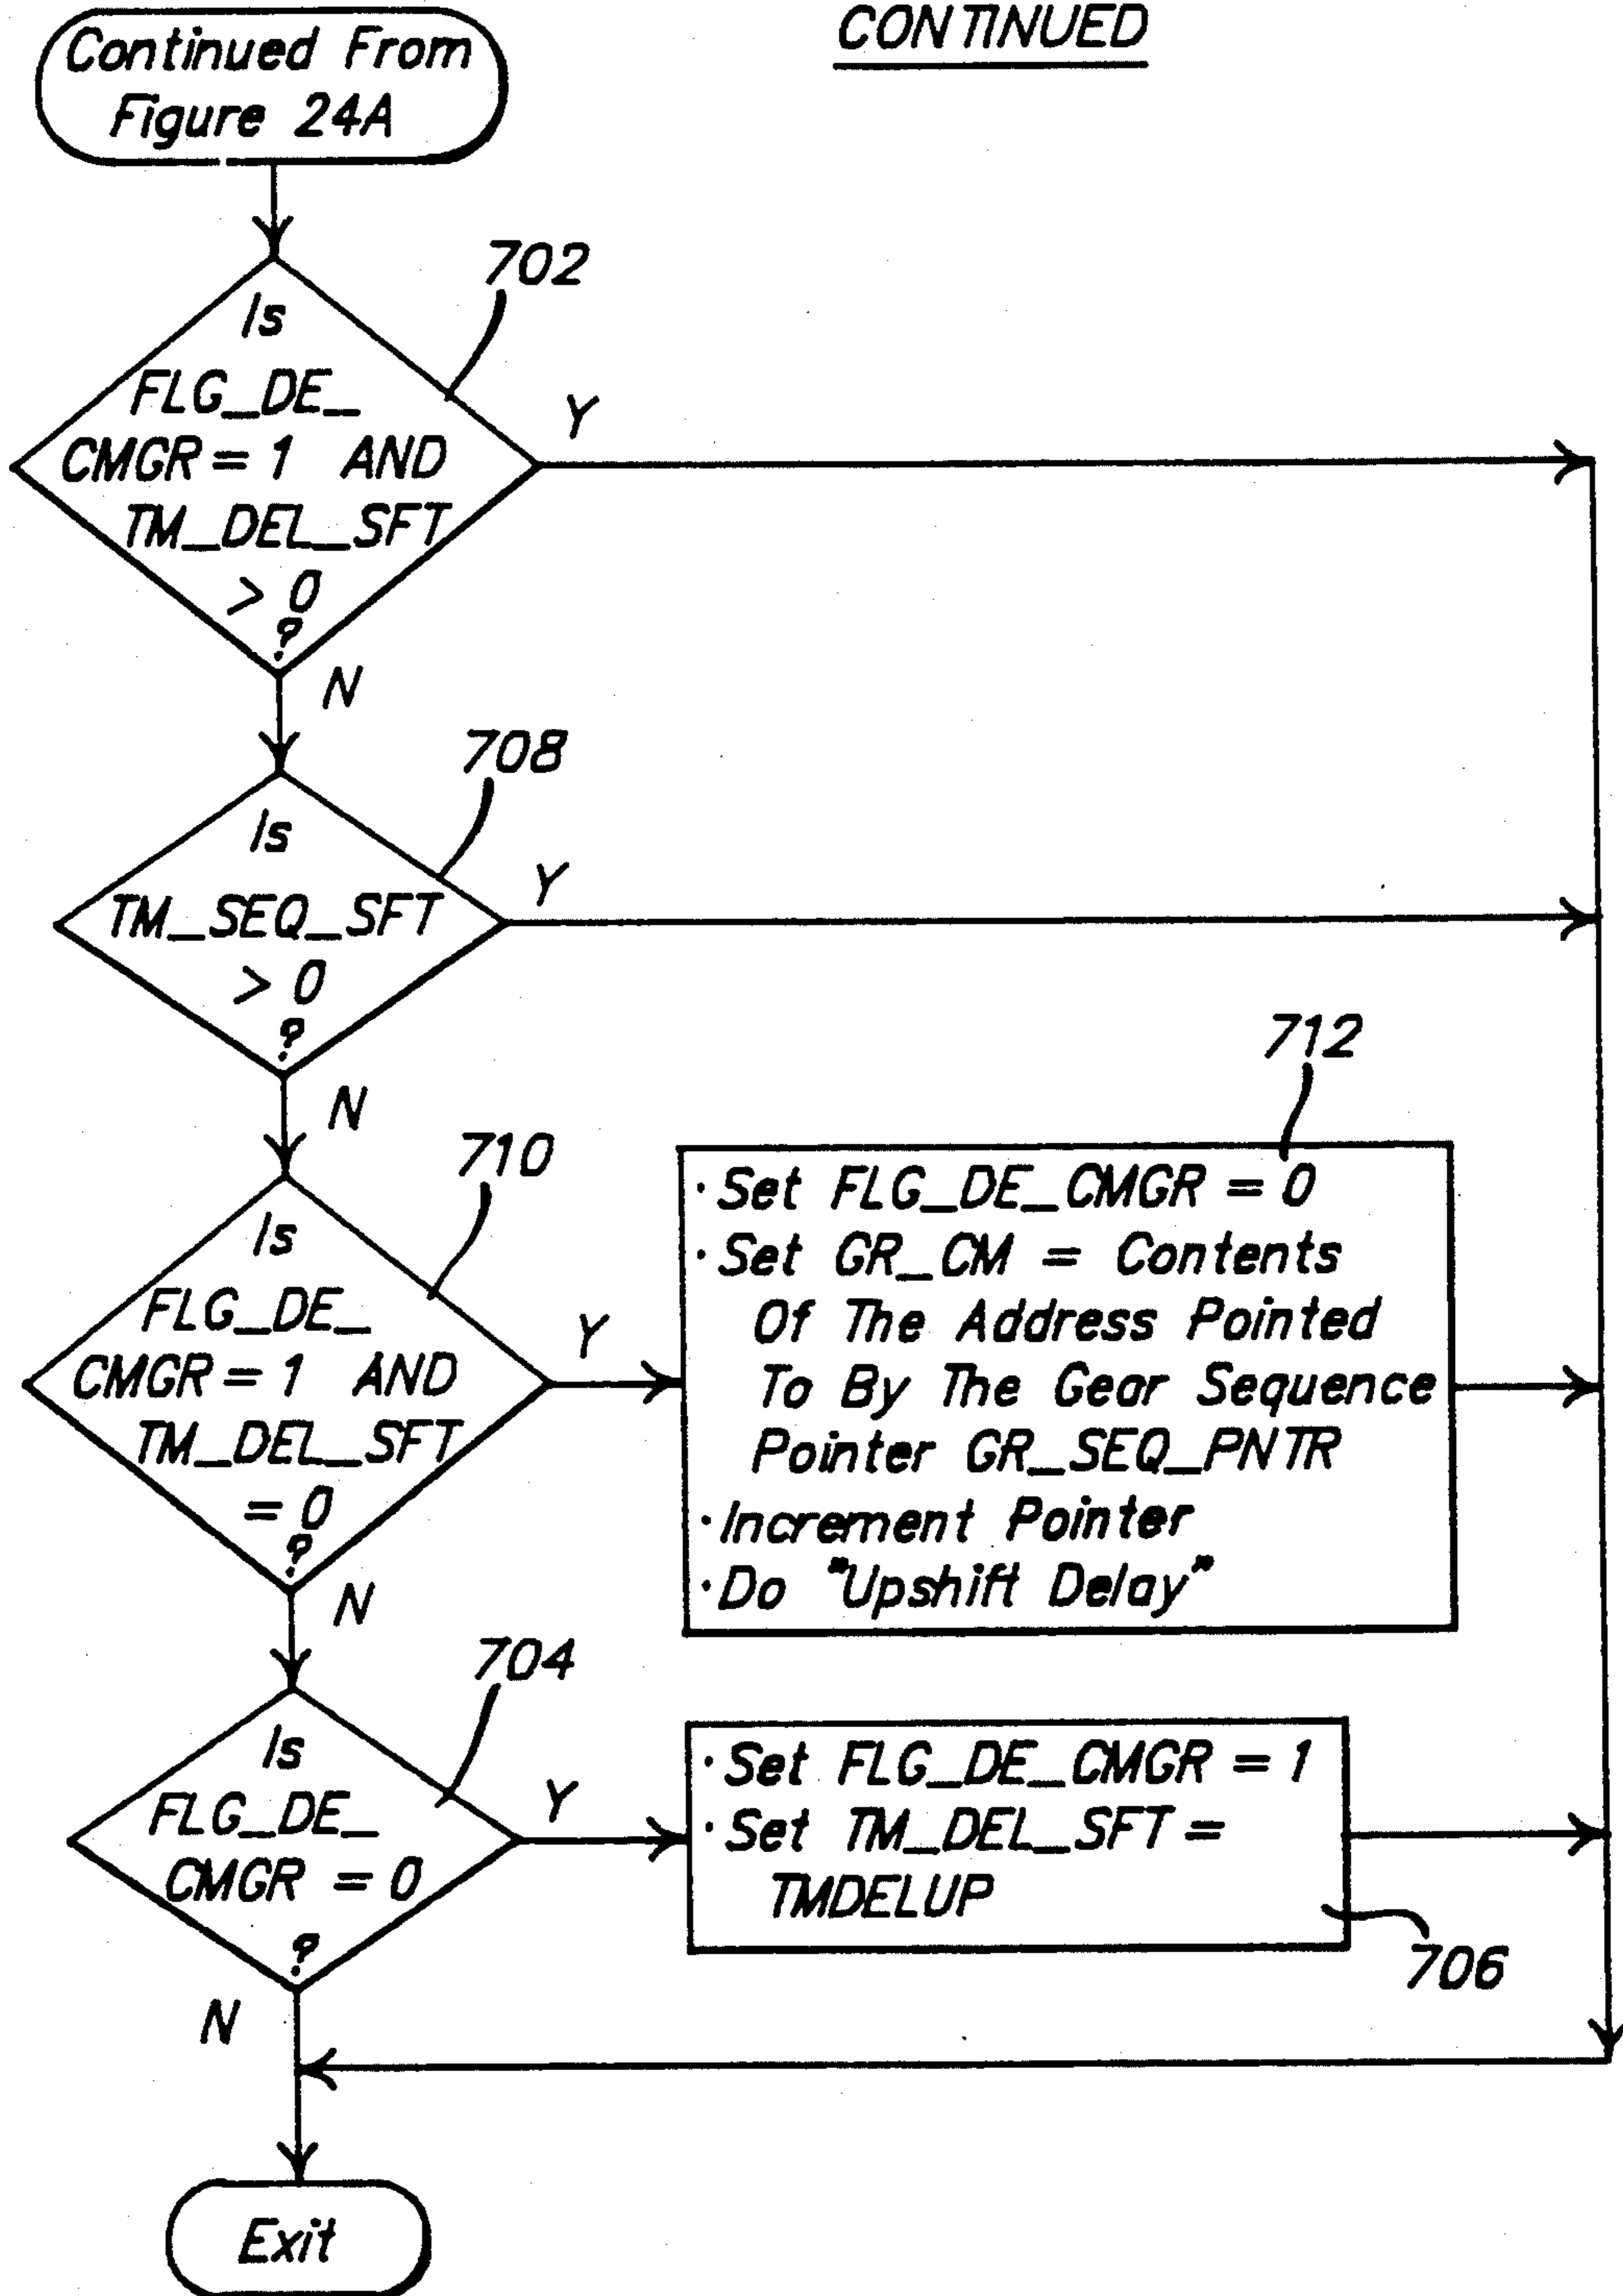 CONTINUED
Continued From
Figure 24A
702
Is
FLG_DE_
CMGR = 1 AND
TM_DEL_SFT
> 0
?
Y
N
708
Is
TM_SEQ_SFT
> 0
?
Y
N
710
Is
FLG_DE_
CMGR = 1 AND
TM_DEL_SFT
= 0
?
Y
N
712
·Set FLG_DE_CMGR = 0
·Set GR_CM = Contents
Of The Address Pointed
To By The Gear Sequence
Pointer GR_SEQ_PNTR
·Increment Pointer
·Do "Upshift Delay"
704
Is
FLG_DE_
CMGR = 0
?
Y
N
·Set FLG_DE_CMGR = 1
·Set TM_DEL_SFT =
TMDELUP
706
Exit